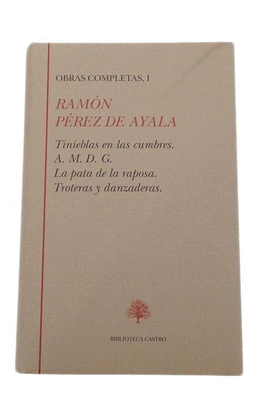 OBRAS COMPLETAS, I
RAMÓN
PÉREZ DE AYALA
Tinieblas en las cumbres.
A. M. D. G.
La pata de la raposa.
Troteras y danzaderas.
BIBLIOTECA CASTRO